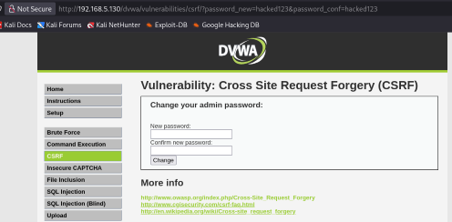 Not Secure http://192.168.5.130/dvwa/vulnerabilities/csrf/?password_new=hacked123&password_conf=hacked123
Kali Docs Kali Forums Kali NetHunter Exploit-DB Google Hacking DB
DVWA
Home
Instructions
Setup
Brute Force
Command Execution
CSRF
Insecure CAPTCHA
File Inclusion
SQL Injection
SQL Injection (Blind)
Upload
Vulnerability: Cross Site Request Forgery (CSRF)
Change your admin password:
New password:
Confirm new password:
Change
More info
http://www.owasp.org/index.php/Cross-Site_Request_Forgery
http://www.cgisecurity.com/csrf-faq.html
http://en.wikipedia.org/wiki/Cross-site_request_forgery